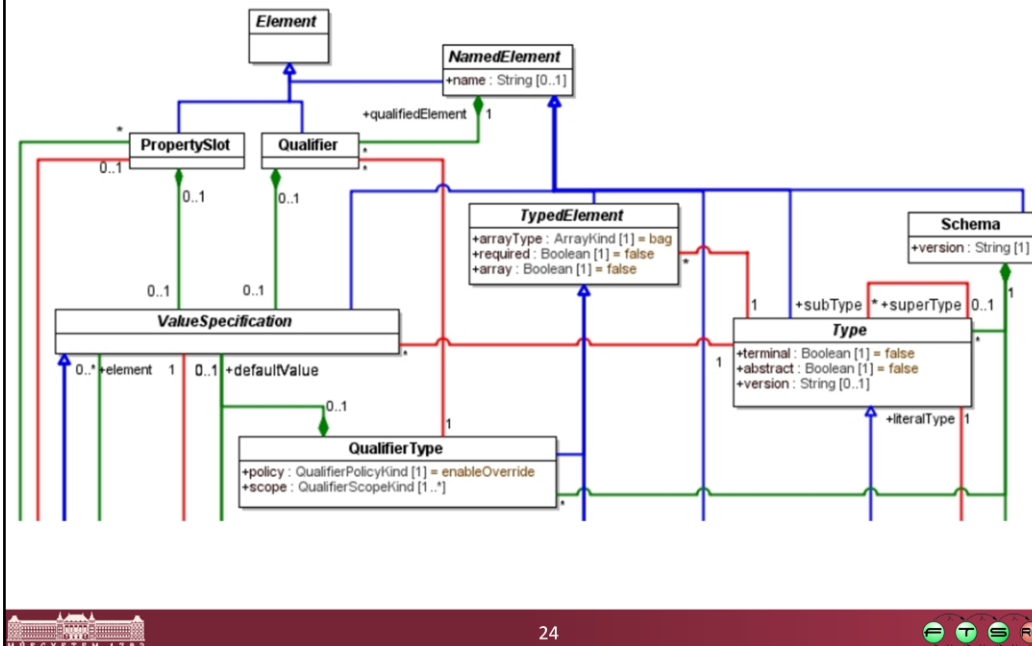 Element
NamedElement
+name : String [0..1]
+qualifiedElement
1
*
PropertySlot
Qualifier
*
*
0..1
0..1
0..1
TypedElement
+arrayType : ArrayKind [1] = bag
+required : Boolean [1] = false
+array : Boolean [1] = false
*
Schema
+version : String [1]
0..1
0..1
1
+subType
*
+superType
0..1
1
ValueSpecification
*
1
Type
+terminal : Boolean [1] = false
+abstract : Boolean [1] = false
+version : String [0..1]
*
0..*
+element
1
0..1
+defaultValue
0..1
1
+literalType
1
QualifierType
+policy : QualifierPolicyKind [1] = enableOverride
+scope : QualifierScopeKind [1..*]
*
24
F T S R